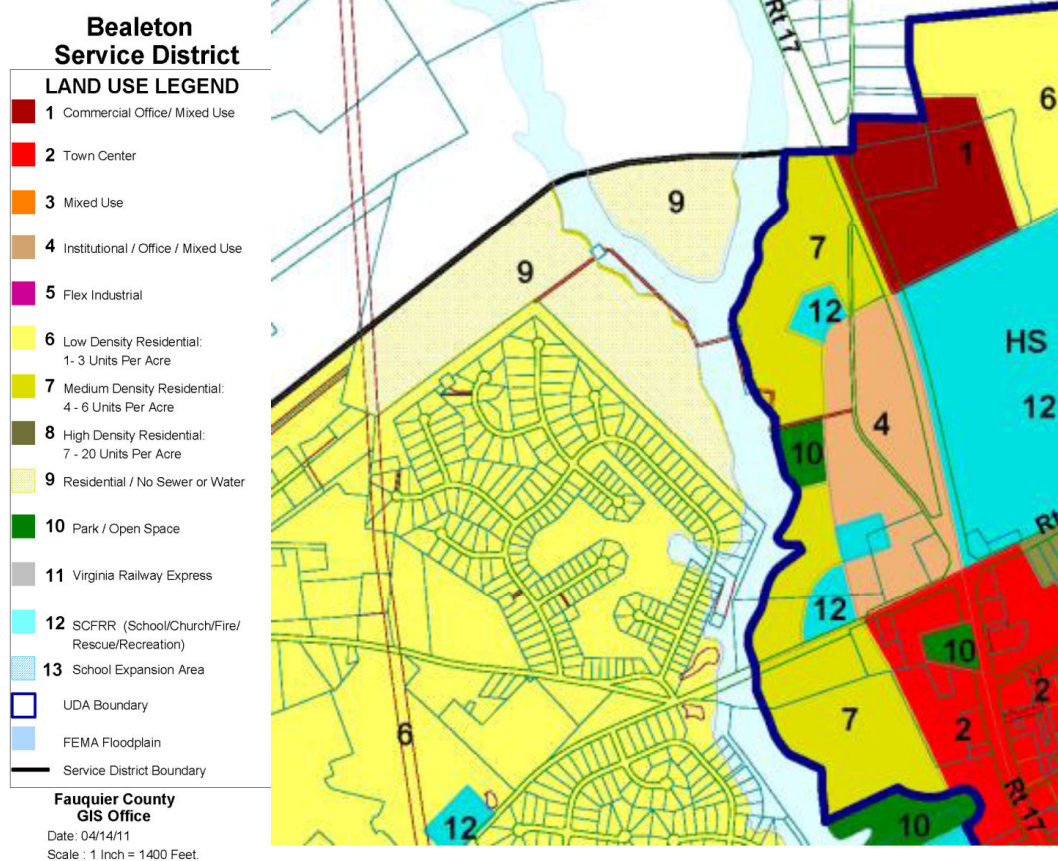 Bealeton
Service District
LAND USE LEGEND
1 Commercial Office/ Mixed Use
2 Town Center
3 Mixed Use
4 Institutional / Office / Mixed Use
5 Flex Industrial
6 Low Density Residential:
1- 3 Units Per Acre
7 Medium Density Residential:
4 - 6 Units Per Acre
8 High Density Residential:
7 - 20 Units Per Acre
9 Residential / No Sewer or Water
10 Park / Open Space
11 Virginia Railway Express
12 SCFRR (School/Church/Fire/
Rescue/Recreation)
13 School Expansion Area
UDA Boundary
FEMA Floodplain
Service District Boundary
Fauquier County
GIS Office
Date: 04/14/11
Scale : 1 Inch = 1400 Feet.
Rt 17
6
1
9
7
9
12
HS
12
4
10
Rt
12
10
2
7
2
6
Rt 17
12
10